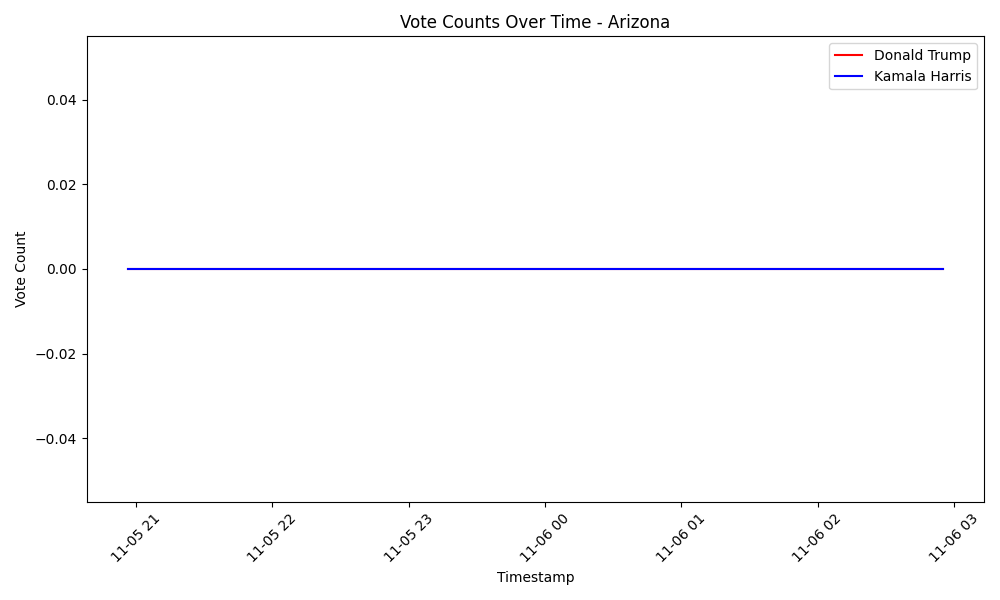 Vote Counts Over Time - Arizona
Donald Trump
Kamala Harris
Vote Count
0.04
0.02
0.00
−0.02
−0.04
11-05 21
11-05 22
11-05 23
11-06 00
11-06 01
11-06 02
11-06 03
Timestamp